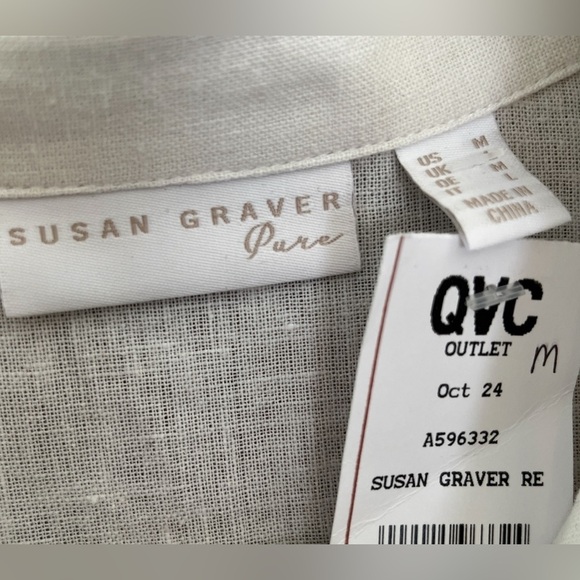 SUSAN GRAVER
Pure
US M
UK L
DE M
IT L
MADE IN
CHINA
QVC
OUTLET
M
Oct 24
A596332
SUSAN GRAVER RE